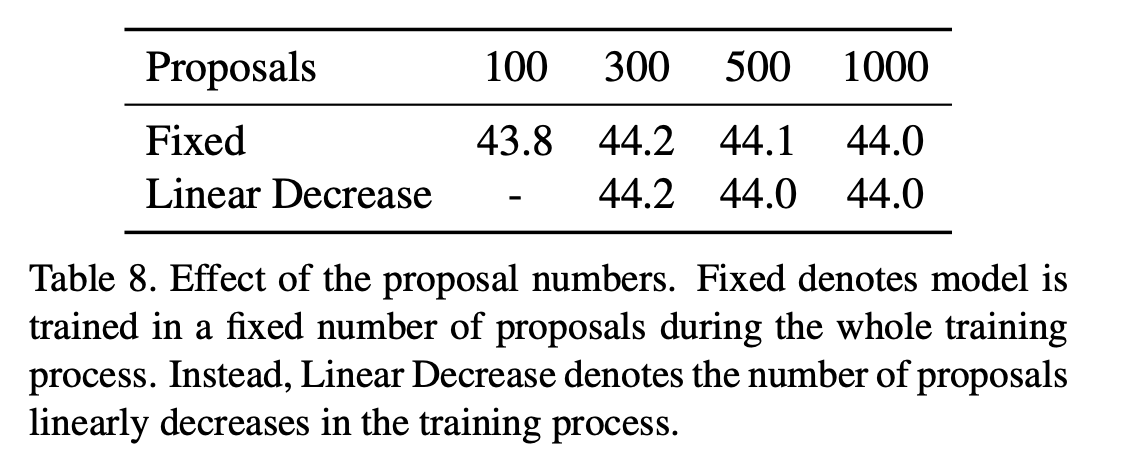 Proposals 100 300 500 1000
Fixed 43.8 44.2 44.1 44.0
Linear Decrease - 44.2 44.0 44.0
Table 8. Effect of the proposal numbers. Fixed denotes model is
trained in a fixed number of proposals during the whole training
process. Instead, Linear Decrease denotes the number of proposals
linearly decreases in the training process.